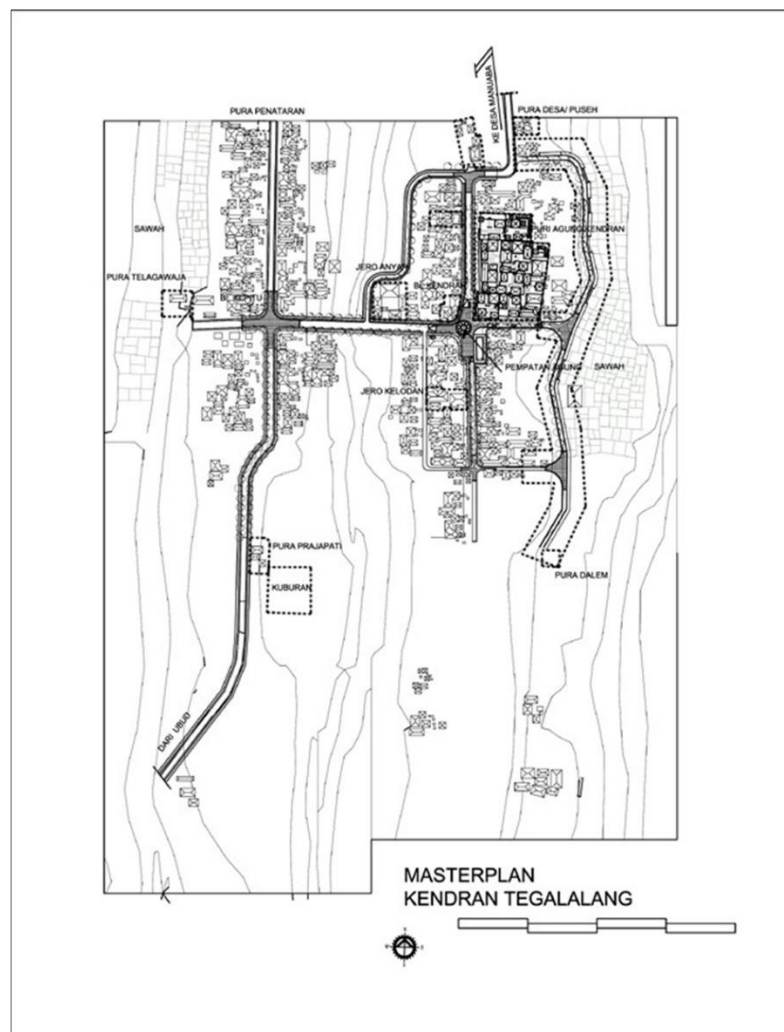 KE DESA MANUABA
PURA PENATARAN
PURA DESA/ PUSEH
SAWAH
PURI AGUNG KENDRAN
PURA TELAGAWAJA
JERO ANYAR
BR KENDRAN
PEMPATAN AGUNG
SAWAH
JERO KELODAN
PURA PRAJAPATI
KUBURAN
PURA DALEM
DARI UBUD
MASTERPLAN
KENDRAN TEGALALANG